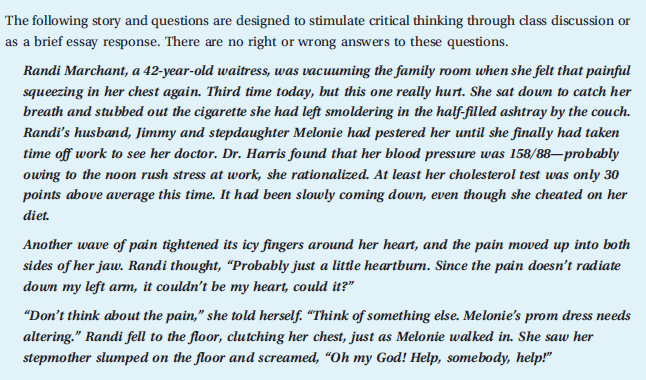 The following story and questions are designed to stimulate critical thinking through class discussion or
as a brief essay response. There are no right or wrong answers to these questions.
Randi Marchant, a 42-year-old waitress, was vacuuming the family room when she felt that painful
squeezing in her chest again. Third time today, but this one really hurt. She sat down to catch her
breath and stubbed out the cigarette she had left smoldering in the half-filled ashtray by the couch.
Randi's husband, Jimmy and stepdaughter Melonie had pestered her until she finally had taken
time off work to see her doctor. Dr. Harris found that her blood pressure was 158/88—probably
owing to the noon rush stress at work, she rationalized. At least her cholesterol test was only 30
points above average this time. It had been slowly coming down, even though she cheated on her
diet.
Another wave of pain tightened its icy fingers around her heart, and the pain moved up into both
sides of her jaw. Randi thought, “Probably just a little heartburn. Since the pain doesn't radiate
down my left arm, it couldn't be my heart, could it?”
“Don't think about the pain,” she told herself. “Think of something else. Melonie's prom dress needs
altering.” Randi fell to the floor, clutching her chest, just as Melonie walked in. She saw her
stepmother slumped on the floor and screamed, “Oh my God! Help, somebody, help!”